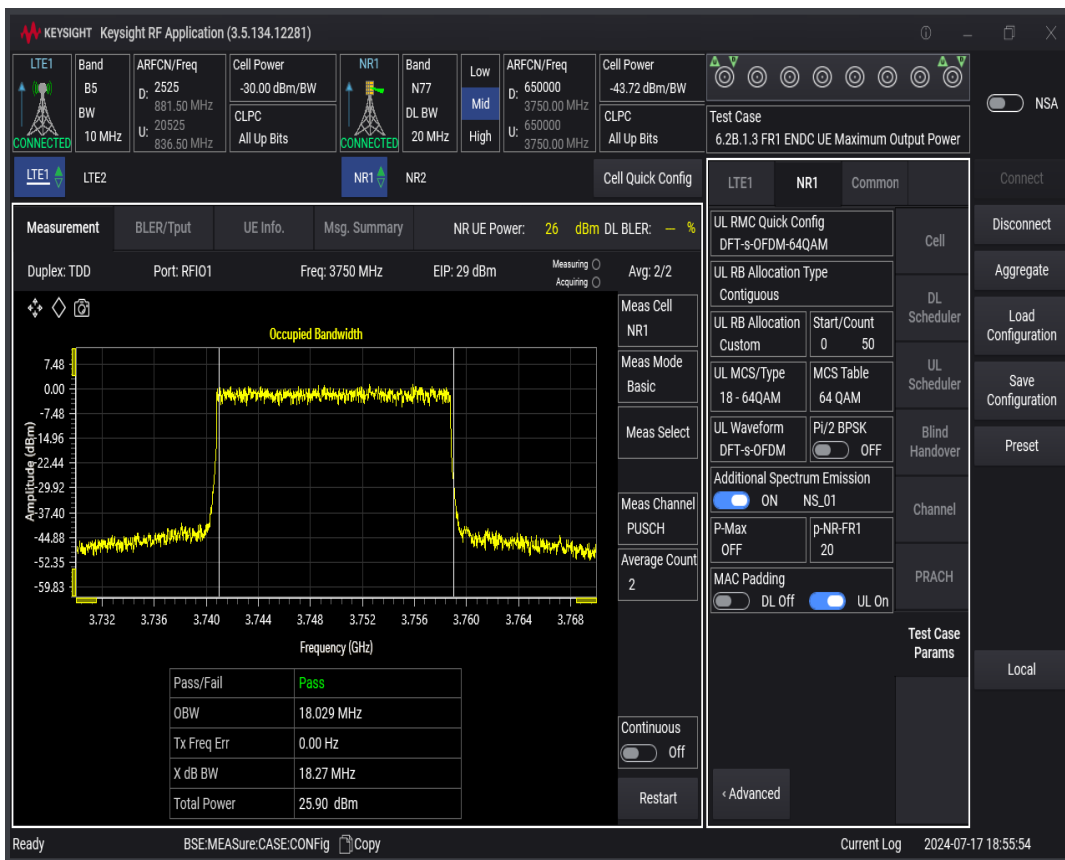 KEYSIGHT Keysight RF Application (3.5.134.12281)
LTE1
CONNECTED
Band
B5
BW
10 MHz
ARFCN/Freq
D: 2525
881.50 MHz
U: 20525
836.50 MHz
Cell Power
-30.00 dBm/BW
CLPC
All Up Bits
NR1
CONNECTED
Band
N77
DL BW
20 MHz
Low
Mid
High
ARFCN/Freq
D: 650000
3750.00 MHz
U: 650000
3750.00 MHz
Cell Power
-43.72 dBm/BW
CLPC
All Up Bits
Test Case
6.2B.1.3 FR1 ENDC UE Maximum Output Power
NSA
LTE1 LTE2 NR1 NR2 Cell Quick Config
Measurement BLER/Tput UE Info. Msg. Summary NR UE Power: 26 dBm DL BLER: — %
Duplex: TDD Port: RFIO1 Freq: 3750 MHz EIP: 29 dBm Measuring Avg: 2/2
Acquiring
Occupied Bandwidth
Amplitude (dBm)
7.48
0.00
-7.48
-14.96
-22.44
-29.92
-37.40
-44.88
-52.35
-59.83
3.732 3.736 3.740 3.744 3.748 3.752 3.756 3.760 3.764 3.768
Frequency (GHz)
Pass/Fail Pass
OBW 18.029 MHz
Tx Freq Err 0.00 Hz
X dB BW 18.27 MHz
Total Power 25.90 dBm
Meas Cell
NR1
Meas Mode
Basic
Meas Select
Meas Channel
PUSCH
Average Count
2
Continuous
Off
Restart
LTE1 NR1 Common
UL RMC Quick Config
DFT-s-OFDM-64QAM
UL RB Allocation Type
Contiguous
UL RB Allocation
Custom
Start/Count
0 50
UL MCS/Type
18 - 64QAM
MCS Table
64 QAM
UL Waveform
DFT-s-OFDM
Pi/2 BPSK
OFF
Additional Spectrum Emission
ON NS_01
P-Max
OFF
p-NR-FR1
20
MAC Padding
DL Off UL On
‹ Advanced
Cell
DL
Scheduler
UL
Scheduler
Blind
Handover
Channel
PRACH
Test Case
Params
Connect
Disconnect
Aggregate
Load
Configuration
Save
Configuration
Preset
Local
Ready BSE:MEASure:CASE:CONFig Copy Current Log 2024-07-17 18:55:54